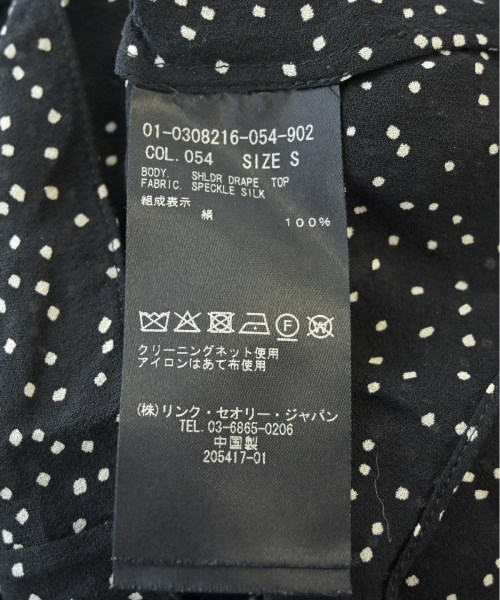 01-0308216-054-902
COL. 054 SIZE S
BODY. SHLDR DRAPE TOP
FABRIC. SPECKLE SILK
組成表示
絹 100%
F W
クリーニングネット使用
アイロンはあて布使用
(株)リンク・セオリー・ジャパン
TEL. 03-6865-0206
中国製
205417-01